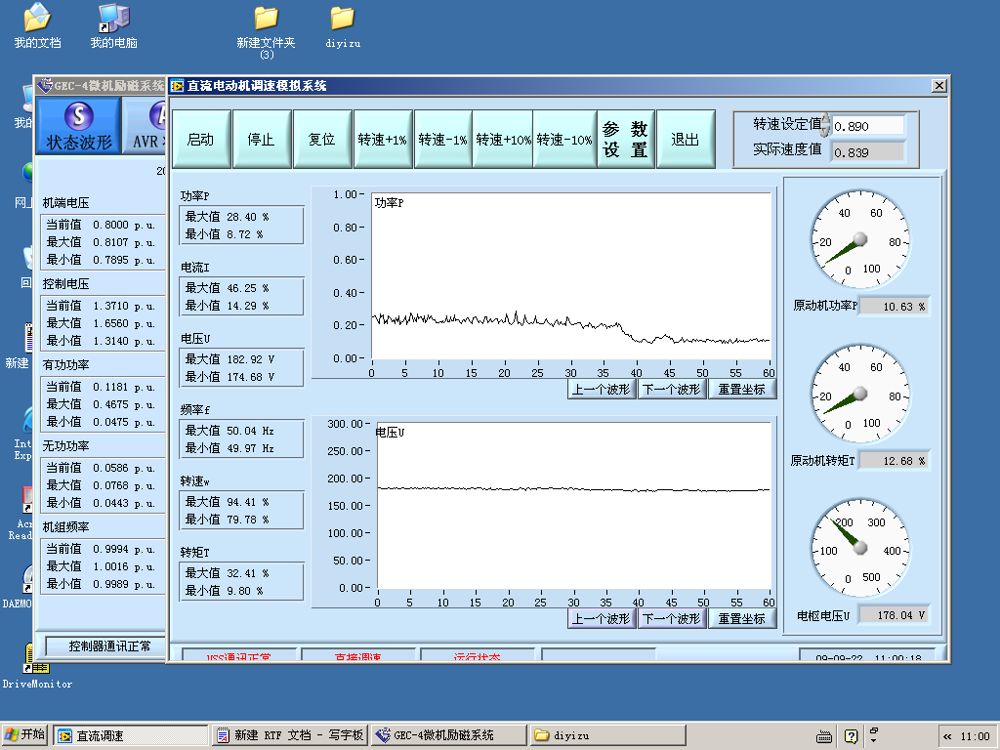 我的文档
我的电脑
新建文件夹
(3)
diyizu
GEC-4微机励磁系统
直流电动机调速模拟系统
S
状态波形
AVR
启动
停止
复位
转速+1%
转速-1%
转速+10%
转速-10%
参 数
设 置
退出
转速设定值 0.890
实际速度值 0.839
机端电压
当前值 0.8000 p.u.
最大值 0.8107 p.u.
最小值 0.7895 p.u.
控制电压
当前值 1.3710 p.u.
最大值 1.6560 p.u.
最小值 1.3140 p.u.
有功功率
当前值 0.1181 p.u.
最大值 0.4675 p.u.
最小值 0.0475 p.u.
无功功率
当前值 0.0586 p.u.
最大值 0.0768 p.u.
最小值 0.0443 p.u.
机组频率
当前值 0.9994 p.u.
最大值 1.0016 p.u.
最小值 0.9989 p.u.
控制器通讯正常
功率P
最大值 28.40 %
最小值 8.72 %
电流I
最大值 46.25 %
最小值 14.29 %
电压U
最大值 182.92 V
最小值 174.68 V
频率f
最大值 50.04 Hz
最小值 49.97 Hz
转速w
最大值 94.41 %
最小值 79.78 %
转矩T
最大值 32.41 %
最小值 9.80 %
功率P
1.00
0.80
0.60
0.40
0.20
0.00
0 5 10 15 20 25 30 35 40 45 50 55 60
上一个波形 下一个波形 重置坐标
电压U
300.00
250.00
200.00
150.00
100.00
50.00
0.00
0 5 10 15 20 25 30 35 40 45 50 55 60
上一个波形 下一个波形 重置坐标
0 20 40 60 80 100
原动机功率P 10.63 %
0 20 40 60 80 100
原动机转矩T 12.68 %
0 100 200 300 400 500
电枢电压U 178.04 V
USS通讯正常
直接调速
运行状态
09-09-22 11:00:18
DriveMonitor
开始
直流调速
新建 RTF 文档 - 写字板
GEC-4微机励磁系统
diyizu
« 11:00